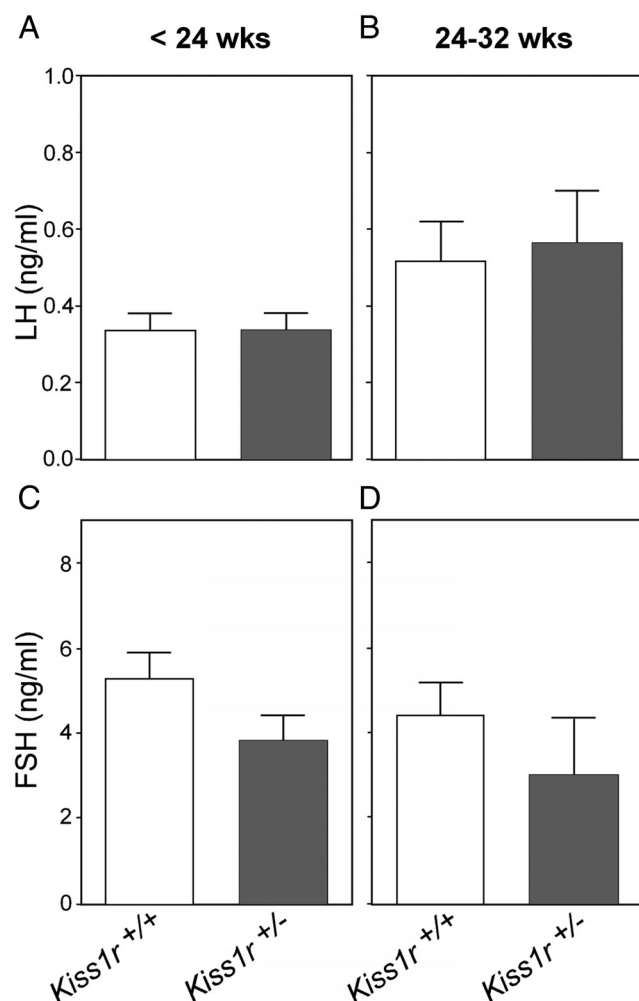 A < 24 wks B 24-32 wks
1.0
0.8
0.6
0.4
0.2
0.0
LH (ng/ml)
C D
8
6
4
2
0
FSH (ng/ml)
Kiss1r +/+ Kiss1r +/- Kiss1r +/+ Kiss1r +/-